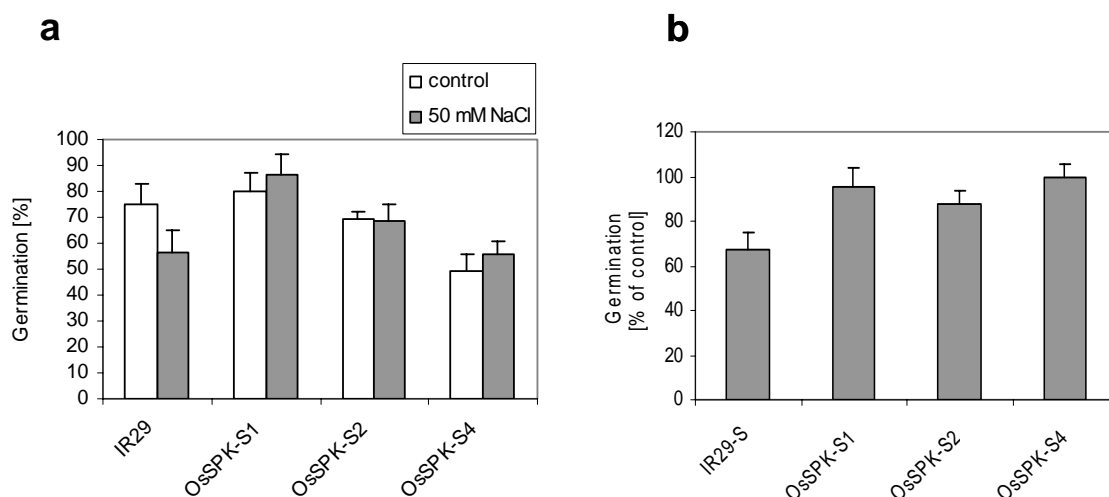 a
control
50 mM NaCl
Germination [%]
100
90
80
70
60
50
40
30
20
10
0
IR29
OsSPK-S1
OsSPK-S2
OsSPK-S4
b
Germination
[% of control]
120
100
80
60
40
20
0
IR29-S
OsSPK-S1
OsSPK-S2
OsSPK-S4